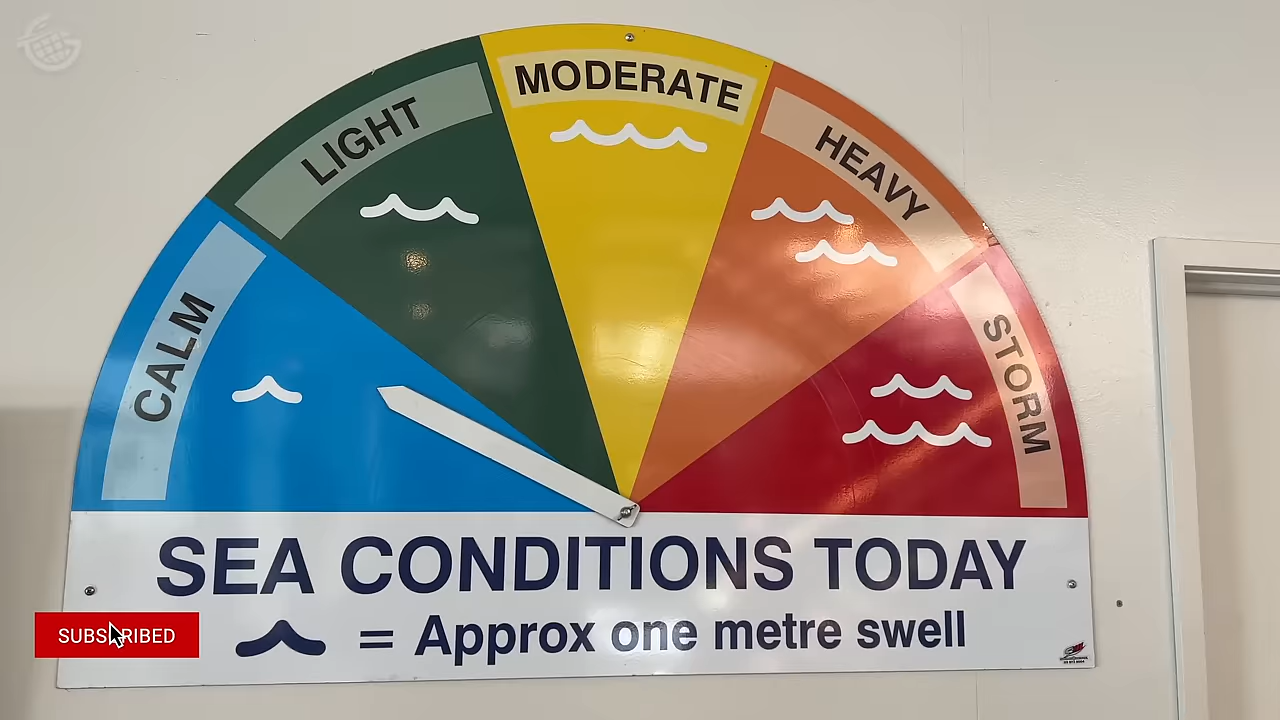 CALM
LIGHT
MODERATE
HEAVY
STORM
SEA CONDITIONS TODAY
= Approx one metre swell
SUBSCRIBED